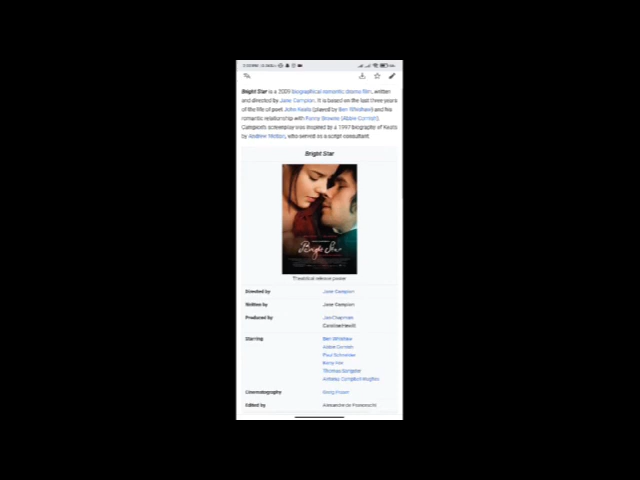 Bright Star is a 2009 biographical romantic drama film, written
and directed by Jane Campion. It is based on the last three years
of the life of poet John Keats (played by Ben Whishaw) and his
romantic relationship with Fanny Brawne (Abbie Cornish).
Campion's screenplay was inspired by a 1997 biography of Keats
by Andrew Motion, who served as a script consultant.
Bright Star
Bright Star
Theatrical release poster
Directed by Jane Campion
Written by Jane Campion
Produced by Jan Chapman
Caroline Hewitt
Starring Ben Whishaw
Abbie Cornish
Paul Schneider
Kerry Fox
Thomas Sangster
Antonia Campbell-Hughes
Cinematography Greig Fraser
Edited by Alexandre de Franceschi